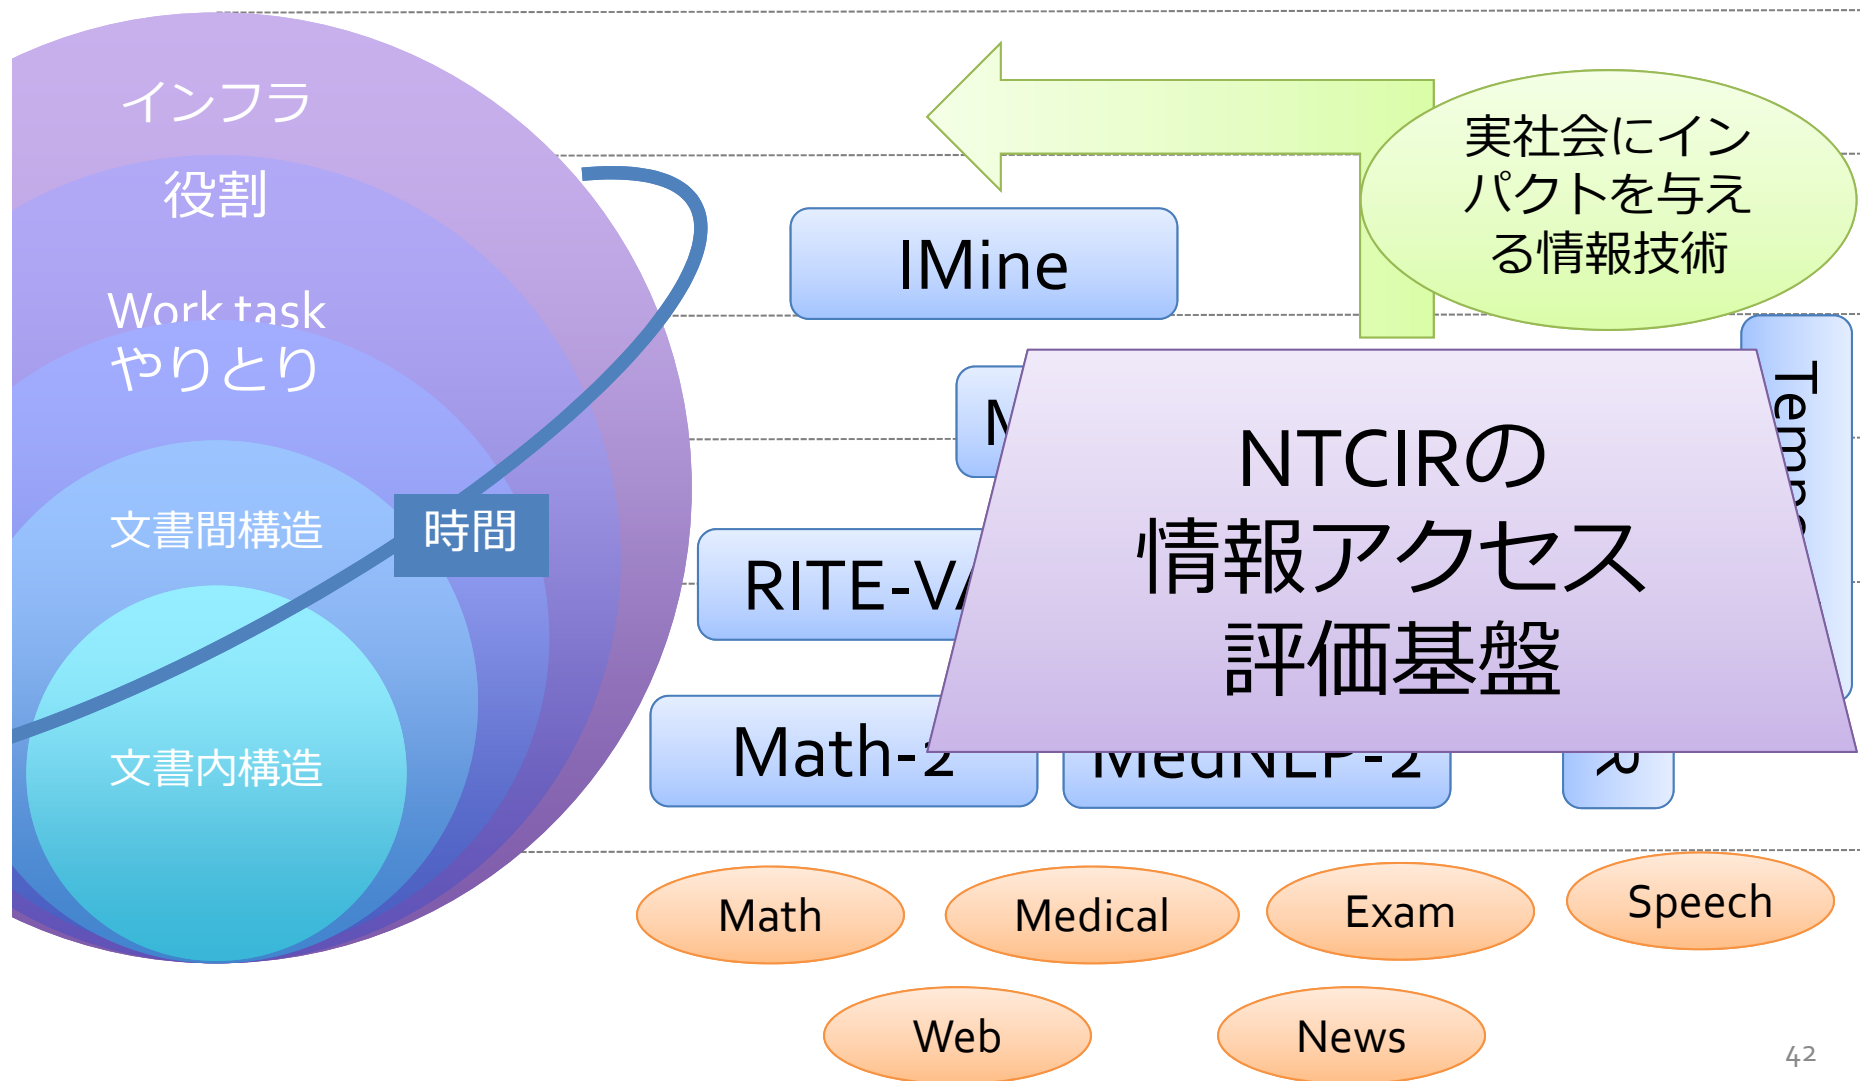 インフラ
役割
Work task
やりとり
文書間構造
時間
文書内構造
実社会にイン
パクトを与え
る情報技術
IMine
NTCIRの
情報アクセス
評価基盤
RITE-V
Math-2
MedNLP-2
Math
Medical
Exam
Speech
Web
News
42